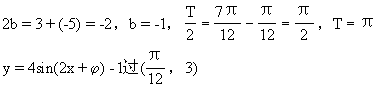 2b = 3 + (-5) = -2，b = -1，T/2 = 7π/12 − π/12 = π/2，T = π
y = 4sin(2x + φ) - 1过(π/12，3)